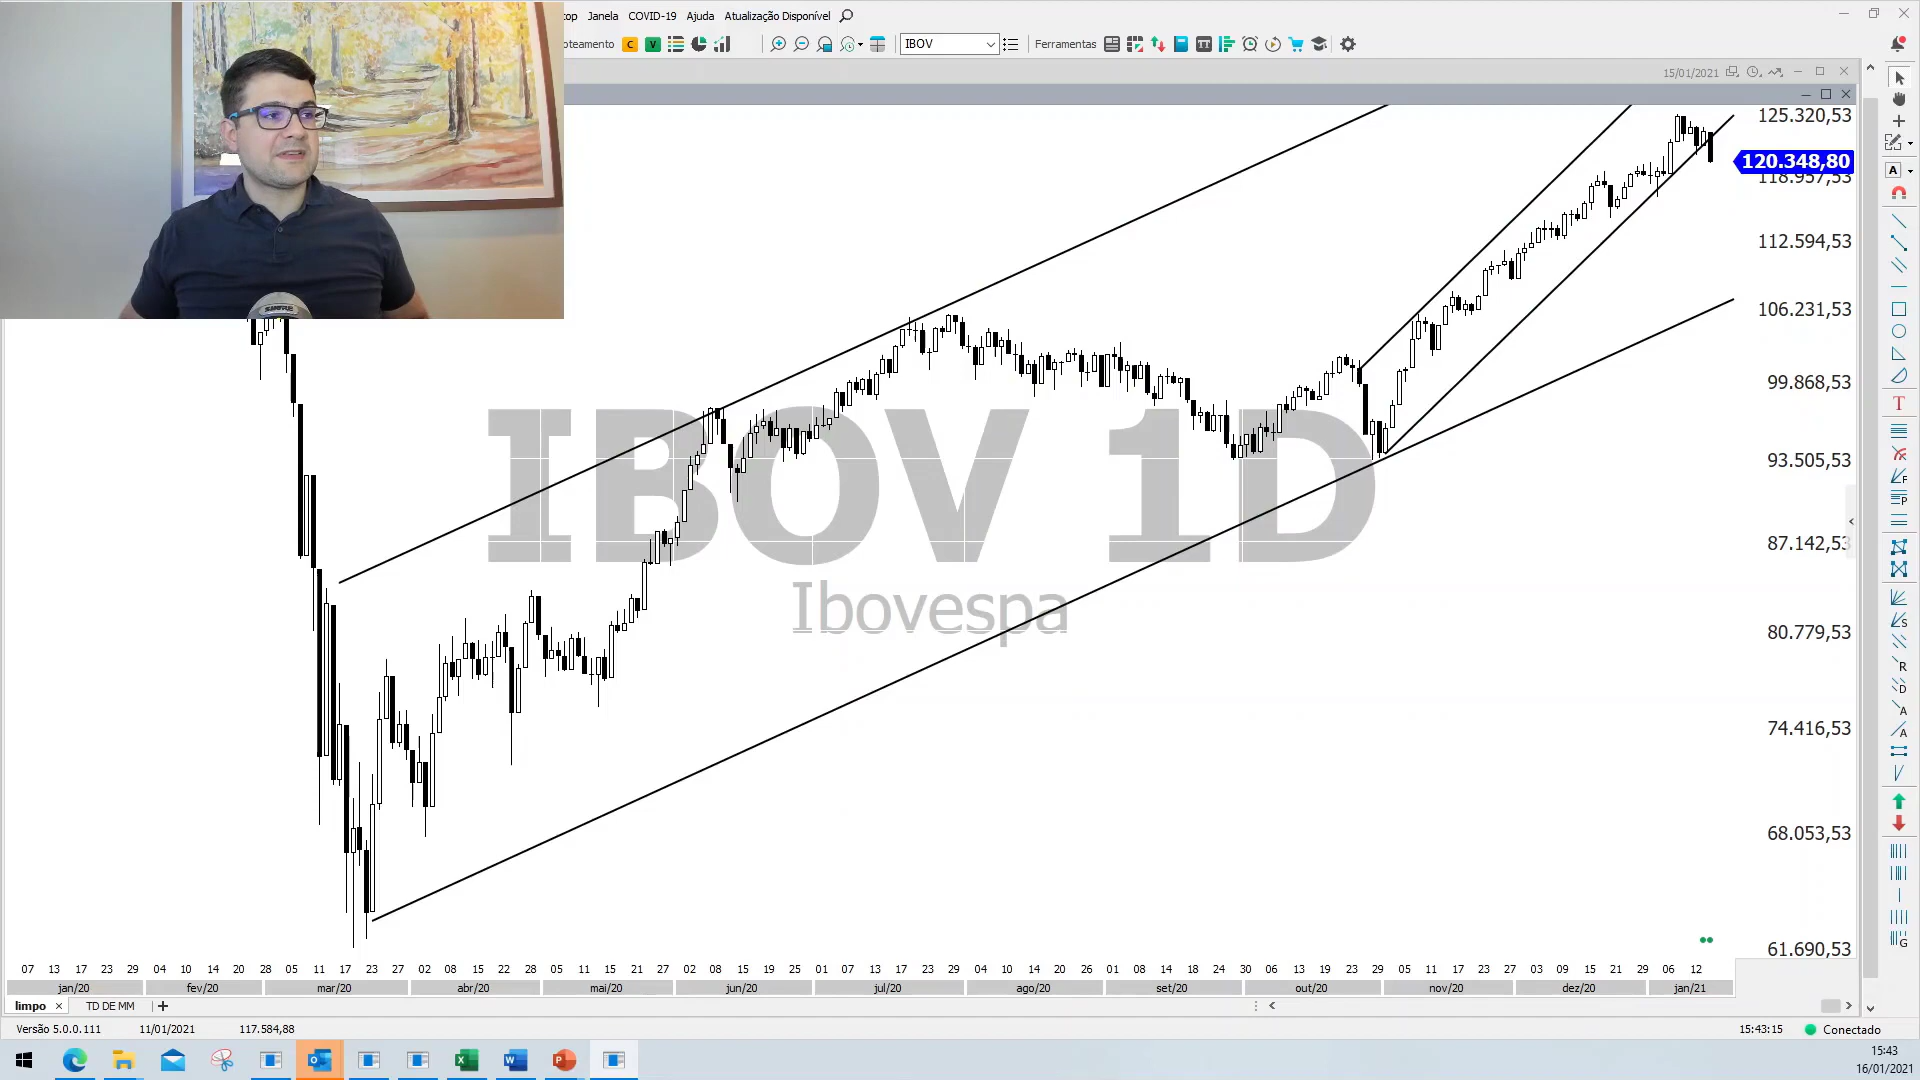 top Janela COVID-19 Ajuda Atualização Disponível
oteamento C V IBOV Ferramentas TT
15/01/2021
125.320,53
120.348,80
118.957,53
112.594,53
106.231,53
99.868,53
93.505,53
87.142,53
80.779,53
74.416,53
68.053,53
61.690,53
IBOV 1D
Ibovespa
SHURE
07 13 17 23 29 04 10 14 20 28 05 11 17 23 27 02 08 15 22 28 05 11 15 21 27 02 08 15 19 25 01 07 13 17 23 29 04 10 14 20 26 01 08 14 18 24 30 06 13 19 23 29 05 11 17 23 27 03 09 15 21 29 06 12
jan/20 fev/20 mar/20 abr/20 mai/20 jun/20 jul/20 ago/20 set/20 out/20 nov/20 dez/20 jan/21
limpo TD DE MM
Versão 5.0.0.111 11/01/2021 117.584,88 15:43:15 Conectado
15:43
16/01/2021
A
T
F
P
S
R
D
A
A
G